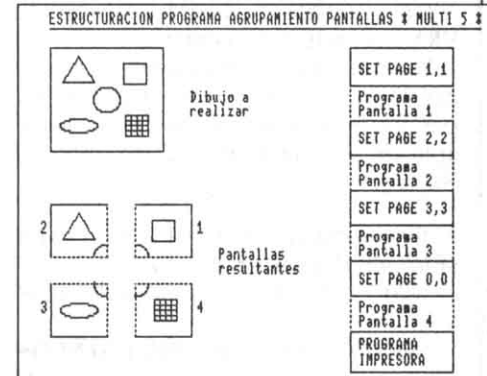 ESTRUCTURACION PROGRAMA AGRUPAMIENTO PANTALLAS * MULTI 5 *
Dibujo a
realizar
2
1
Pantallas
resultantes
3
4
SET PAGE 1,1
Programa
Pantalla 1
SET PAGE 2,2
Programa
Pantalla 2
SET PAGE 3,3
Programa
Pantalla 3
SET PAGE 0,0
Programa
Pantalla 4
PROGRAMA
IMPRESORA